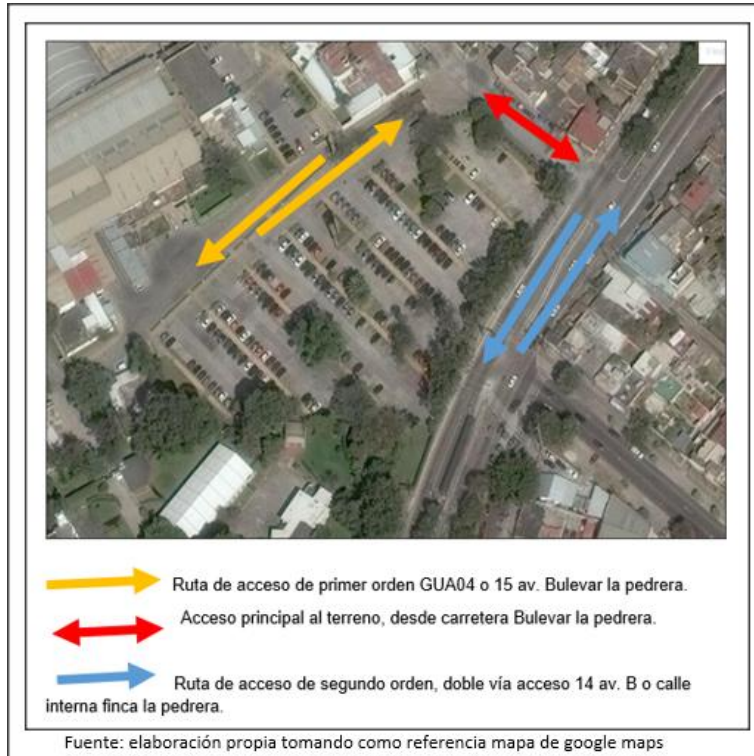 Ruta de acceso de primer orden GUA04 o 15 av. Bulevar la pedrera.
Acceso principal al terreno, desde carretera Bulevar la pedrera.
Ruta de acceso de segundo orden, doble vía acceso 14 av. B o calle
interna finca la pedrera.
Fuente: elaboración propia tomando como referencia mapa de google maps